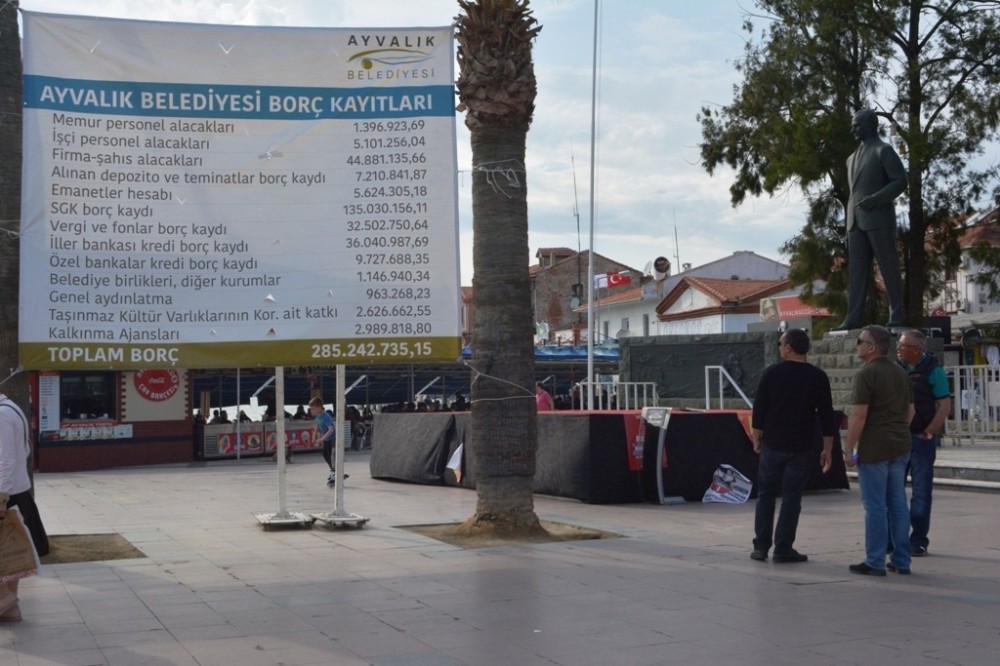 AYVALIK
BELEDİYESİ
AYVALIK BELEDİYESİ BORÇ KAYITLARI
Memur personel alacakları 1.396.923,69
İşçi personel alacakları 5.101.256,04
Firma-şahıs alacakları 44.881.135,66
Alınan depozito ve teminatlar borç kaydı 7.210.841,87
Emanetler hesabı 5.624.305,18
SGK borç kaydı 135.030.156,11
Vergi ve fonlar borç kaydı 32.502.750,64
İller bankası kredi borç kaydı 36.040.987,69
Özel bankalar kredi borç kaydı 9.727.688,35
Belediye birlikleri, diğer kurumlar 1.146.940,34
Genel aydınlatma 963.268,23
Taşınmaz Kültür Varlıklarının Kor. ait katkı 2.626.662,55
Kalkınma Ajansları 2.989.818,80
TOPLAM BORÇ 285.242.735,15